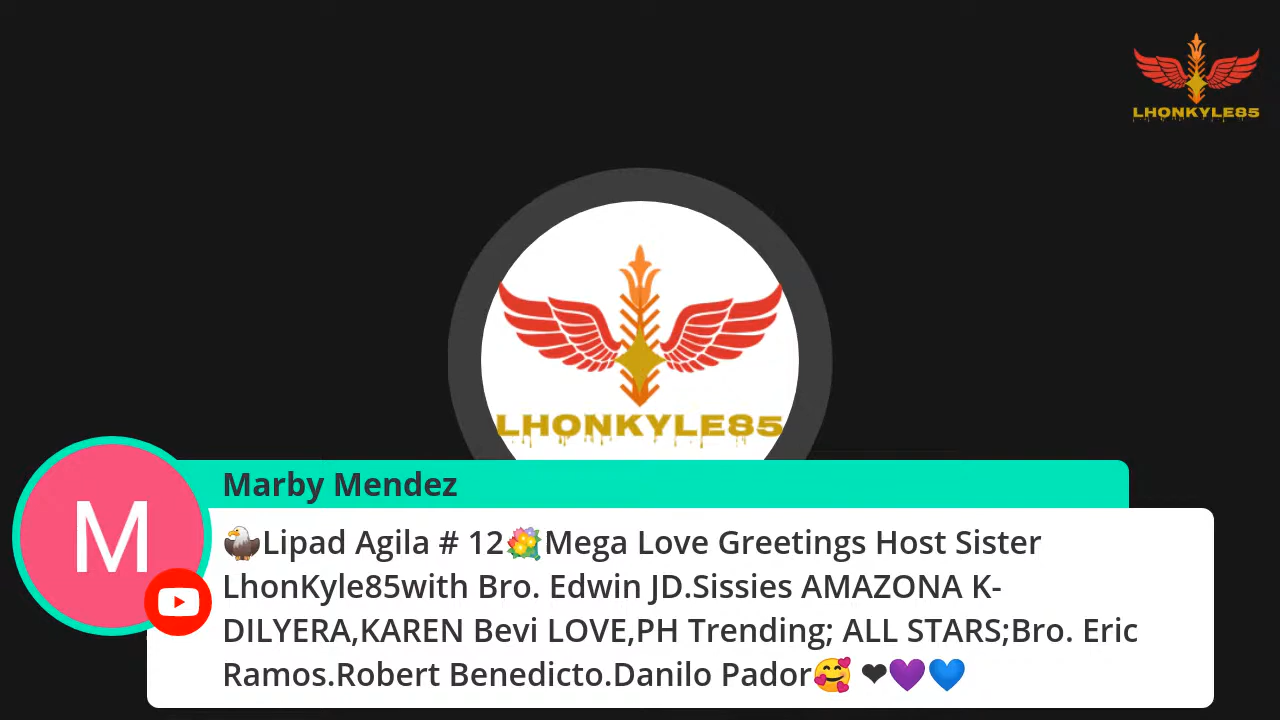 LHONKYLE85
LHONKYLE85
Marby Mendez
🦅Lipad Agila # 12💐Mega Love Greetings Host Sister
LhonKyle85with Bro. Edwin JD.Sissies AMAZONA K-
DILYERA,KAREN Bevi LOVE,PH Trending; ALL STARS;Bro. Eric
Ramos.Robert Benedicto.Danilo Pador🥰 ❤💜💙
M